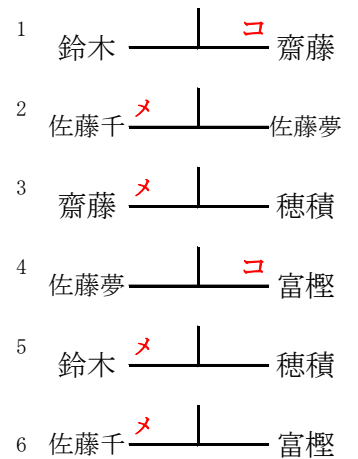 1 鈴木 コ 齋藤
2 佐藤千 メ 佐藤夢
3 齋藤 メ 穂積
4 佐藤夢 コ 富樫
5 鈴木 メ 穂積
6 佐藤千 メ 富樫